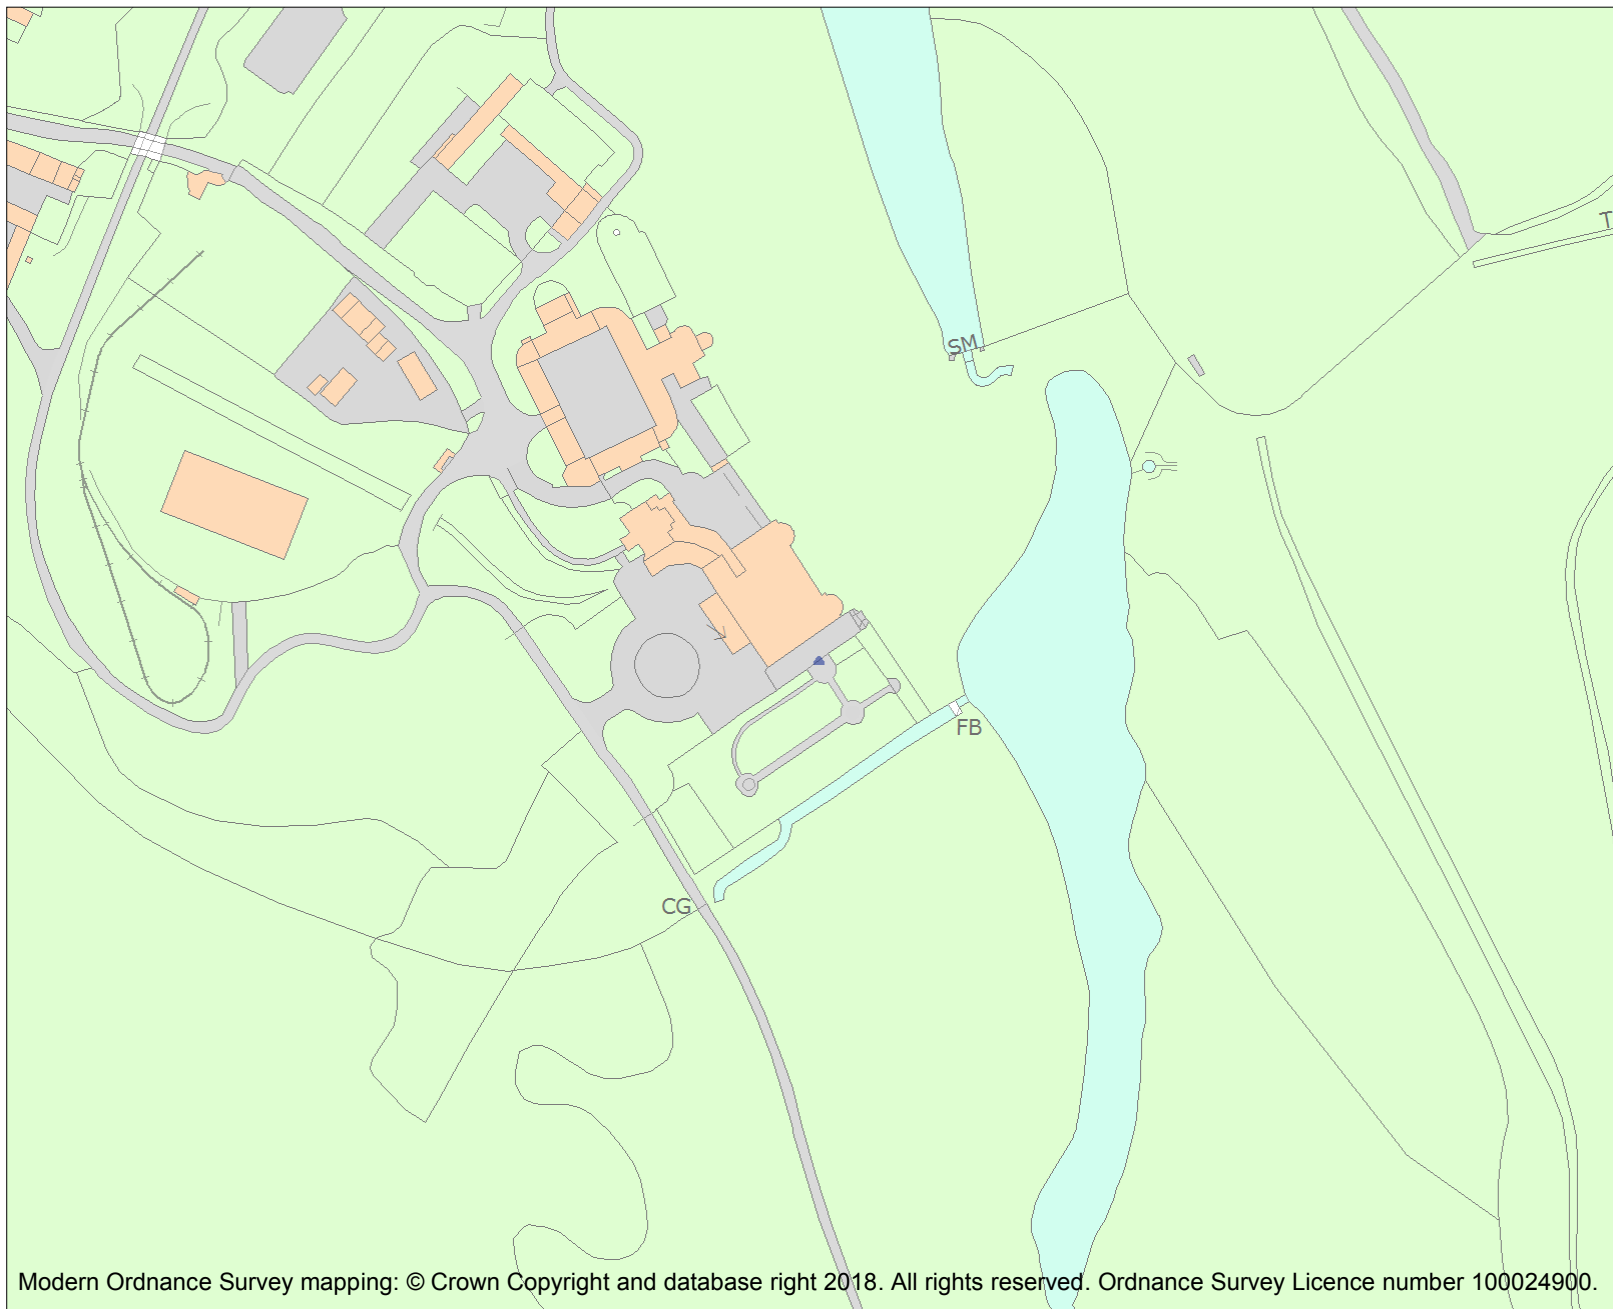 T
SM
FB
CG
Modern Ordnance Survey mapping: © Crown Copyright and database right 2018. All rights reserved. Ordnance Survey Licence number 100024900.